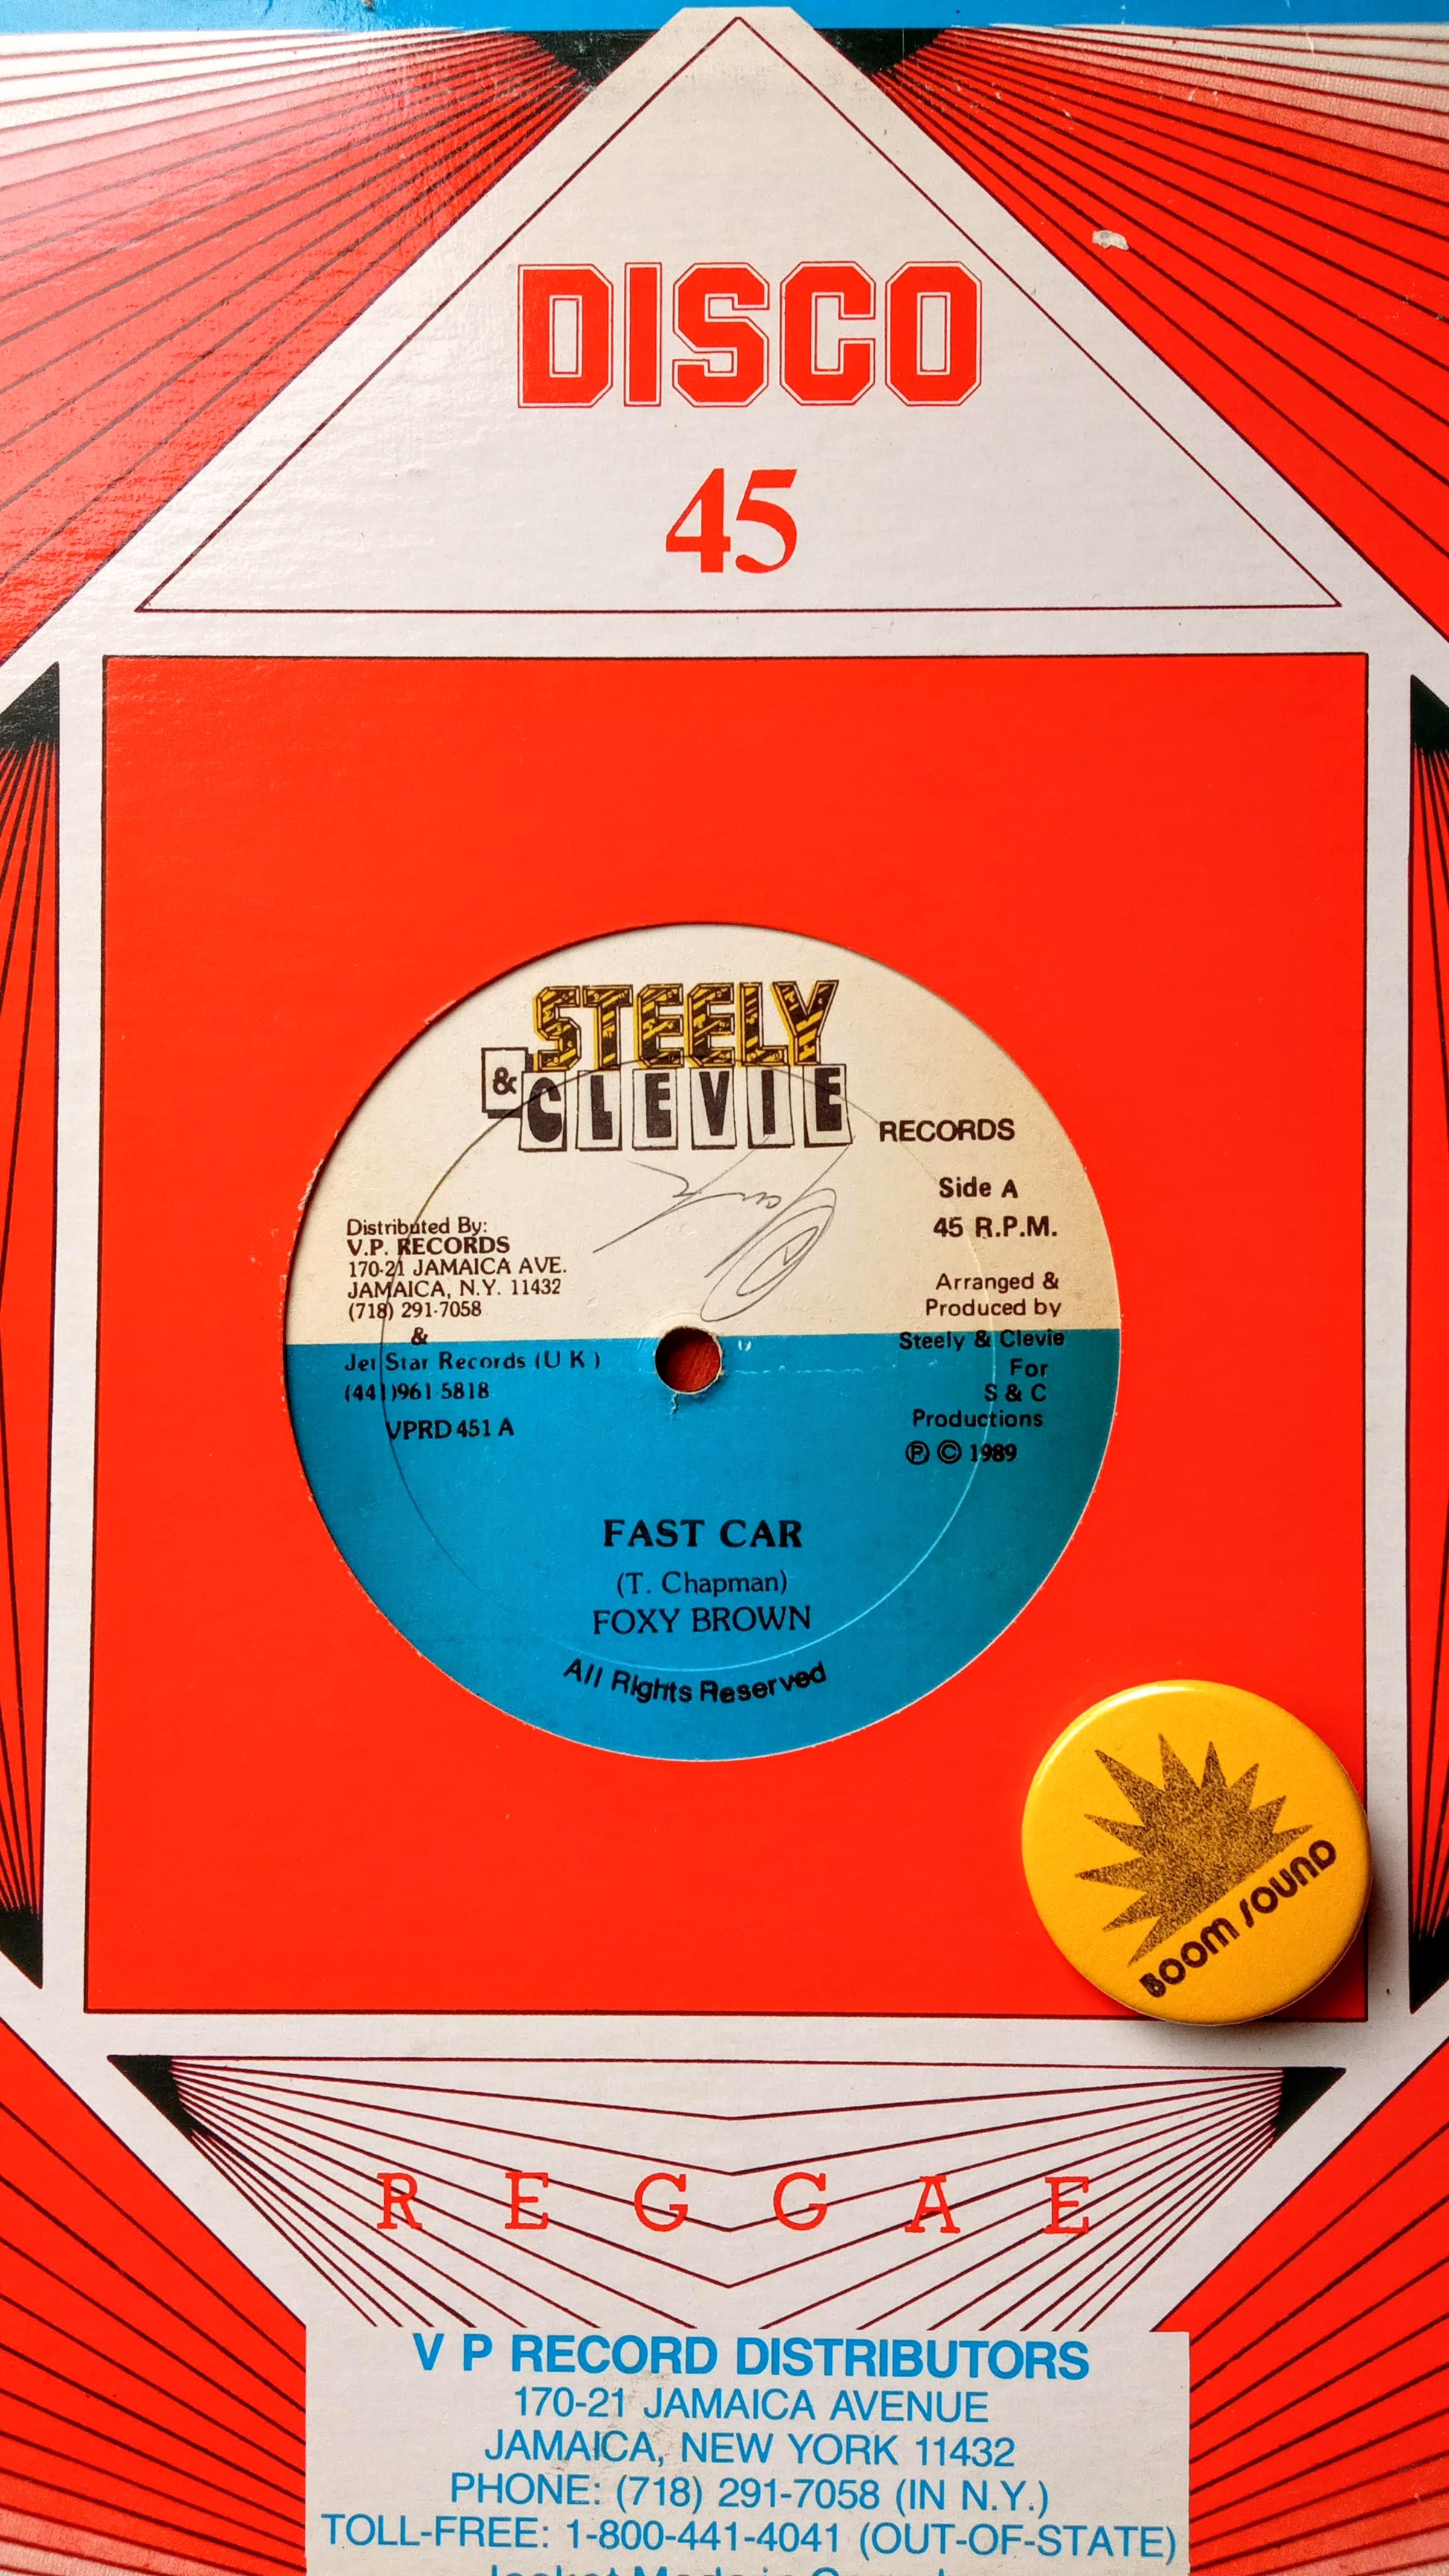 DISCO
45
STEELY
& CLEVIE
RECORDS
Side A
45 R.P.M.
Distributed By:
V.P. RECORDS
170-21 JAMAICA AVE.
JAMAICA, N.Y. 11432
(718) 291-7058
&
Jet Star Records (U K )
(441)961-5818
VPRD 451 A
Arranged &
Produced by
Steely & Clevie
For
S & C
Productions
Ⓟ © 1989
FAST CAR
(T. Chapman)
FOXY BROWN
All Rights Reserved
BOOM SOUND
REGGAE
V P RECORD DISTRIBUTORS
170-21 JAMAICA AVENUE
JAMAICA, NEW YORK 11432
PHONE: (718) 291-7058 (IN N.Y.)
TOLL-FREE: 1-800-441-4041 (OUT-OF-STATE)